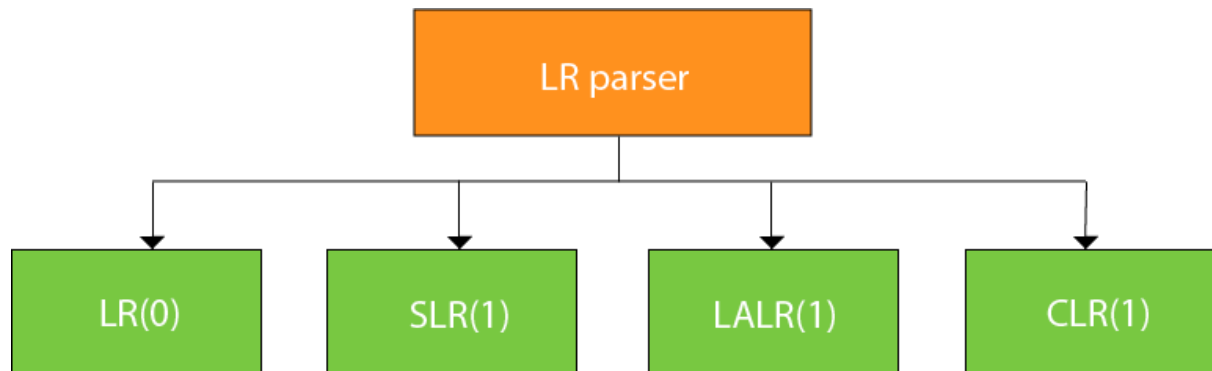 LR parser
LR(0)
SLR(1)
LALR(1)
CLR(1)